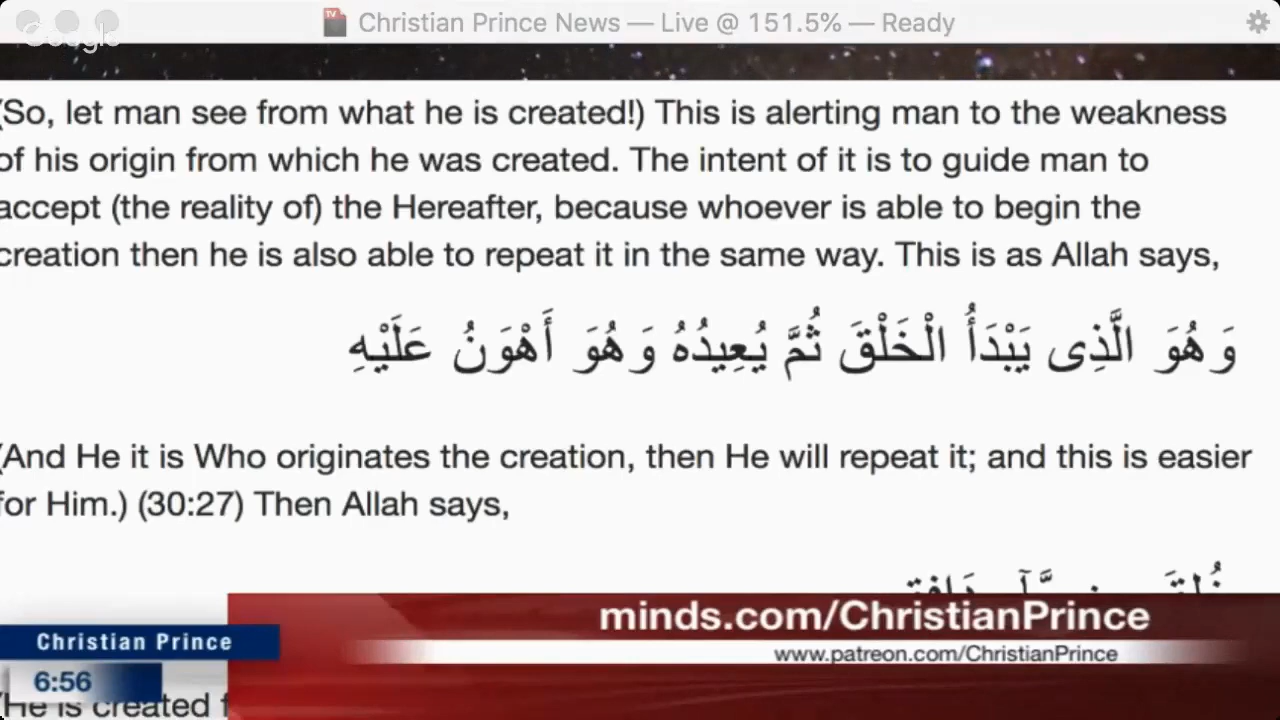 Christian Prince News — Live @ 151.5% — Ready
Google
(So, let man see from what he is created!) This is alerting man to the weakness
of his origin from which he was created. The intent of it is to guide man to
accept (the reality of) the Hereafter, because whoever is able to begin the
creation then he is also able to repeat it in the same way. This is as Allah says,
وَهُوَ الَّذِى يَبْدَأُ الْخَلْقَ ثُمَّ يُعِيدُهُ وَهُوَ أَهْوَنُ عَلَيْهِ
(And He it is Who originates the creation, then He will repeat it; and this is easier
for Him.) (30:27) Then Allah says,
minds.com/ChristianPrince
www.patreon.com/ChristianPrince
Christian Prince
6:56
(He is created